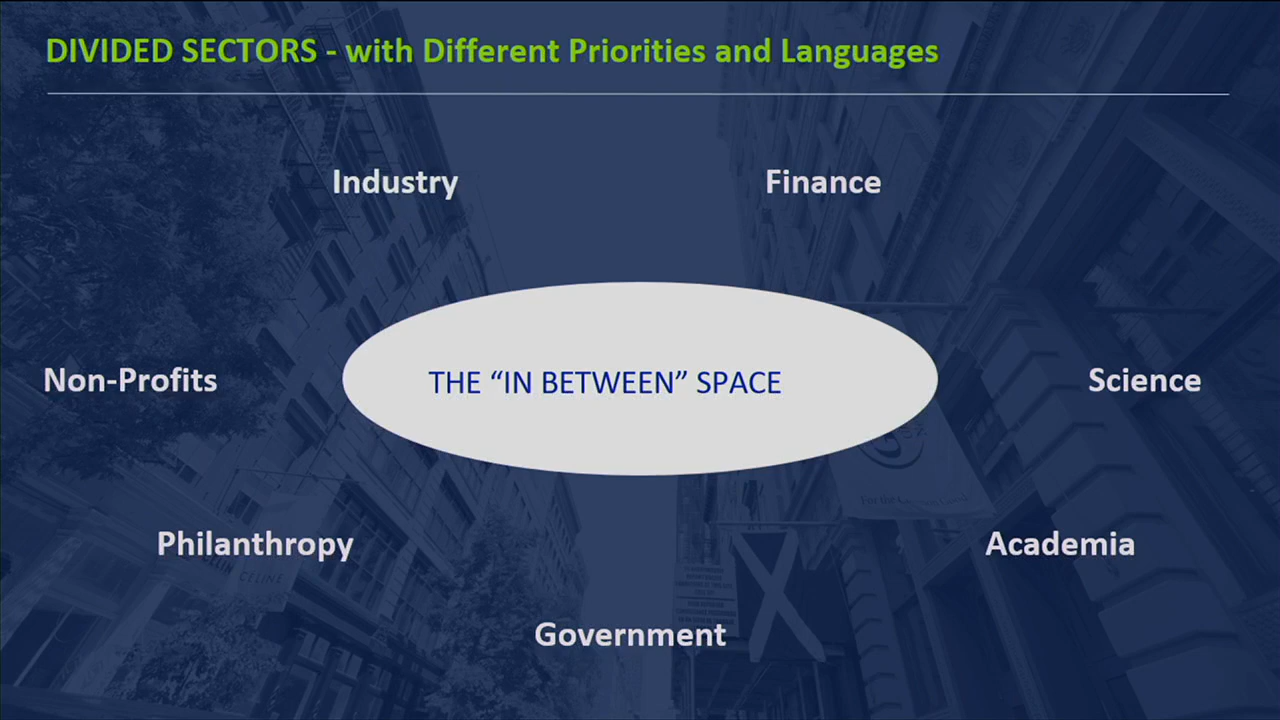 DIVIDED SECTORS - with Different Priorities and Languages
Industry
Finance
Non-Profits
THE “IN BETWEEN” SPACE
Science
Philanthropy
Academia
CELINE
Government